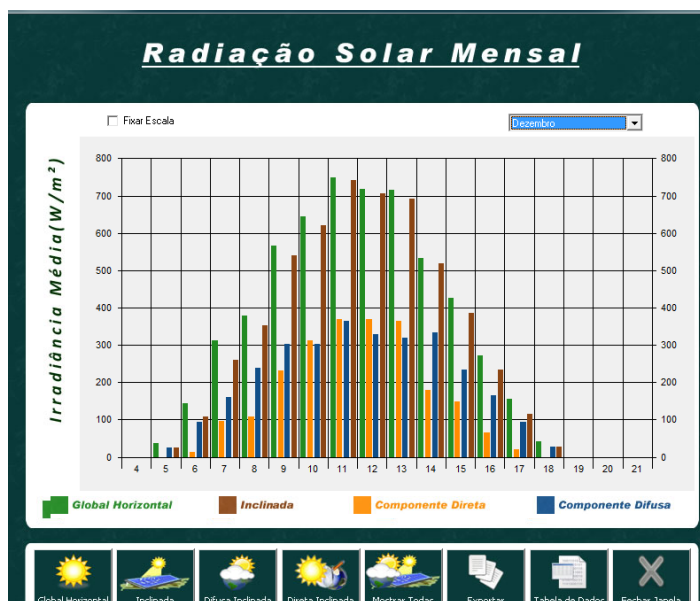 Radiação Solar Mensal
Fixar Escala
Dezembro
Irradiância Média(W/m²)
800 800
700 700
600 600
500 500
400 400
300 300
200 200
100 100
0 0
4 5 6 7 8 9 10 11 12 13 14 15 16 17 18 19 20 21
Global Horizontal Inclinada Componente Direta Componente Difusa
Global Horizontal Inclinada Difusa Inclinada Direta Inclinada Mostrar Todas Exportar Tabela de Dados Fechar Janela